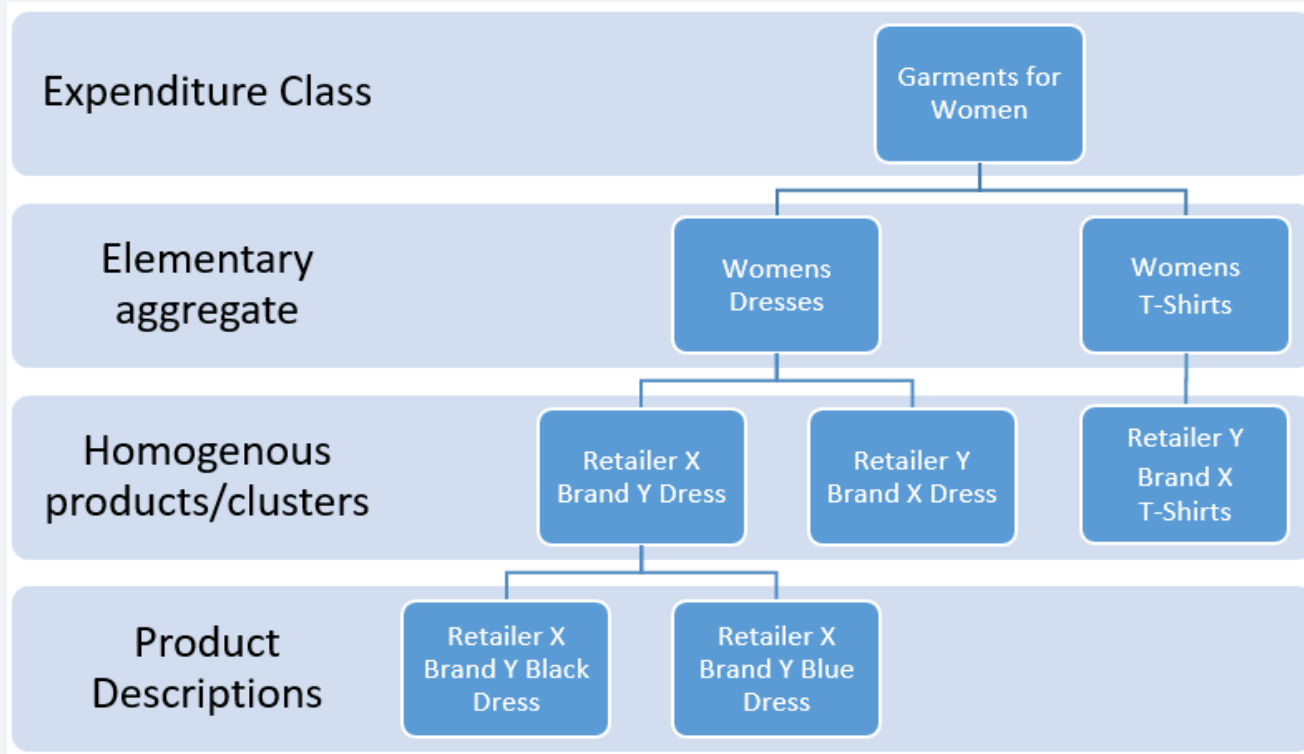 Expenditure Class
Garments for
Women
Elementary
aggregate
Womens
Dresses
Womens
T-Shirts
Homogenous
products/clusters
Retailer X
Brand Y Dress
Retailer Y
Brand X Dress
Retailer Y
Brand X
T-Shirts
Product
Descriptions
Retailer X
Brand Y Black
Dress
Retailer X
Brand Y Blue
Dress